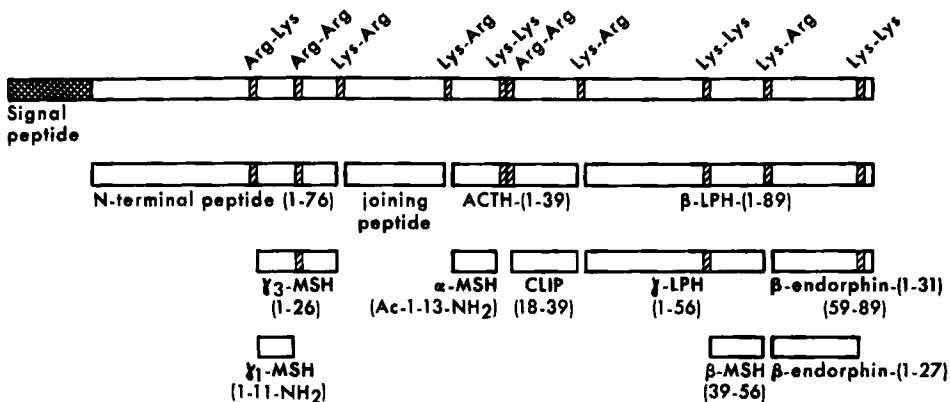 Arg-Lys
Arg-Arg
Lys-Arg
Lys-Arg
Lys-Lys
Arg-Arg
Lys-Arg
Lys-Lys
Lys-Arg
Lys-Lys
Signal
peptide
N-terminal peptide (1-76)
joining
peptide
ACTH-(1-39)
β-LPH-(1-89)
γ₃-MSH
(1-26)
α-MSH
(Ac-1-13-NH₂)
CLIP
(18-39)
γ-LPH
(1-56)
β-endorphin-(1-31)
(59-89)
γ₁-MSH
(1-11-NH₂)
β-MSH
(39-56)
β-endorphin-(1-27)